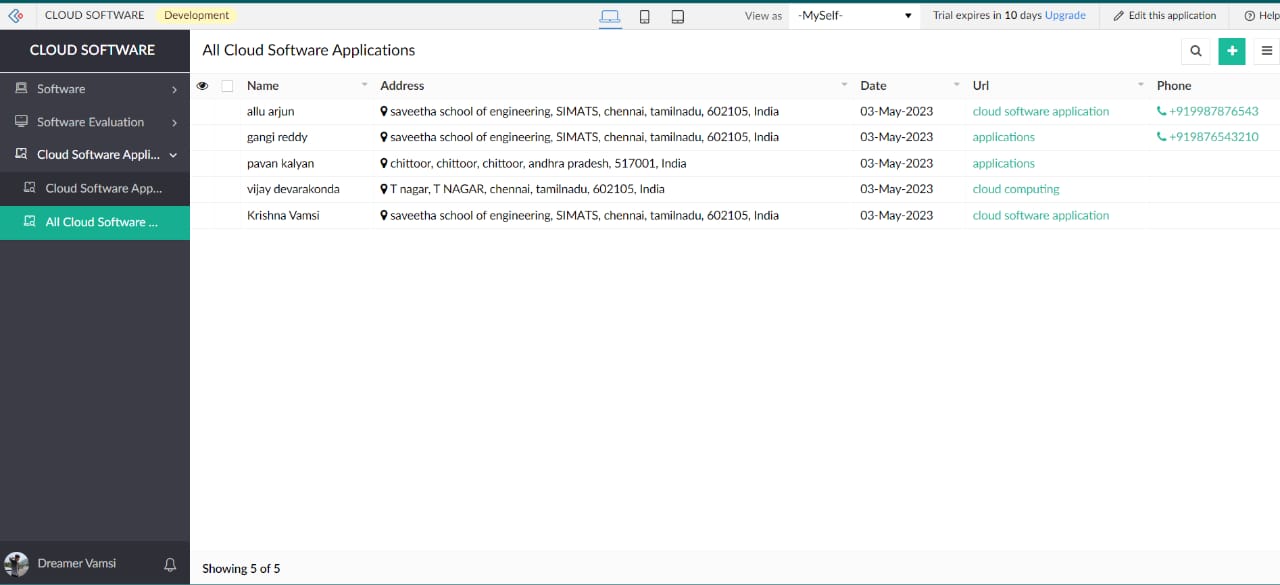 CLOUD SOFTWARE Development View as -MySelf- Trial expires in 10 days Upgrade Edit this application Help
CLOUD SOFTWARE
Software
Software Evaluation
Cloud Software Appli...
Cloud Software App...
All Cloud Software ...
Dreamer Vamsi
All Cloud Software Applications
Name Address Date Url Phone
allu arjun saveetha school of engineering, SIMATS, chennai, tamilnadu, 602105, India 03-May-2023 cloud software application +919987876543
gangi reddy saveetha school of engineering, SIMATS, chennai, tamilnadu, 602105, India 03-May-2023 applications +919876543210
pavan kalyan chittoor, chittoor, chittoor, andhra pradesh, 517001, India 03-May-2023 applications
vijay devarakonda T nagar, T NAGAR, chennai, tamilnadu, 602105, India 03-May-2023 cloud computing
Krishna Vamsi saveetha school of engineering, SIMATS, chennai, tamilnadu, 602105, India 03-May-2023 cloud software application
Showing 5 of 5